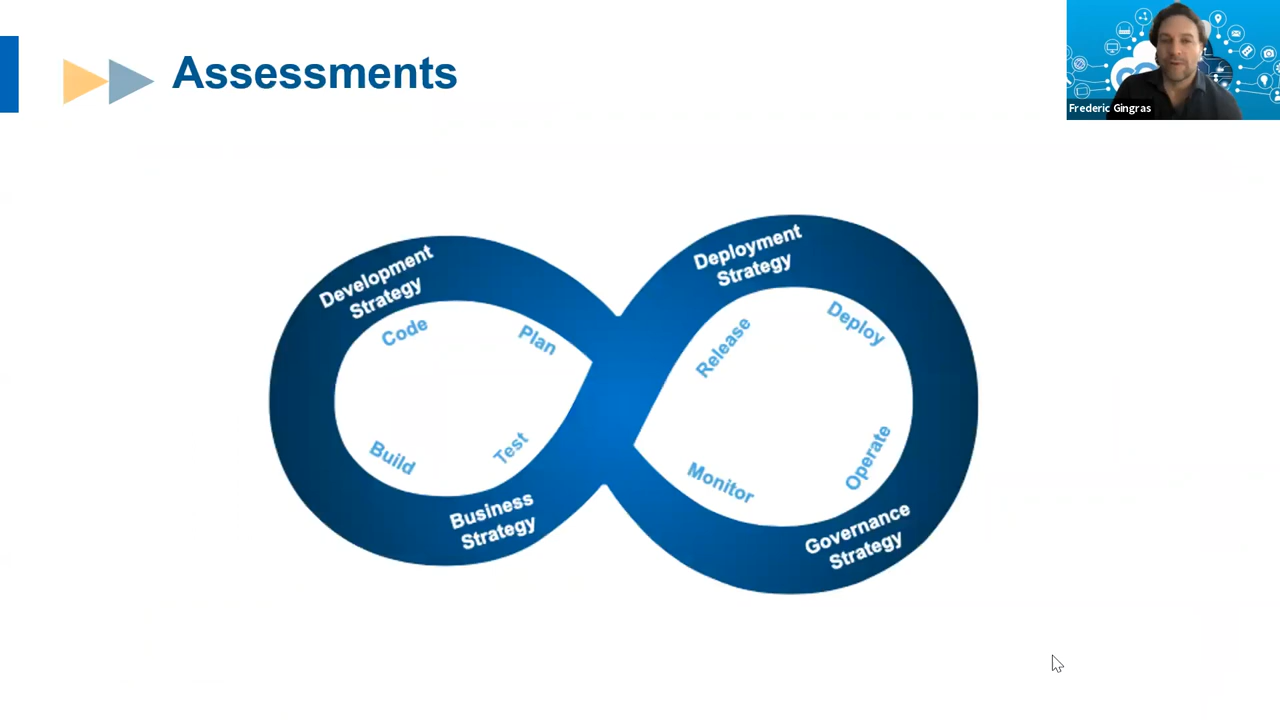 Assessments
Frederic Gingras
Development
Strategy
Code
Plan
Build
Test
Business
Strategy
Deployment
Strategy
Release
Deploy
Monitor
Operate
Governance
Strategy